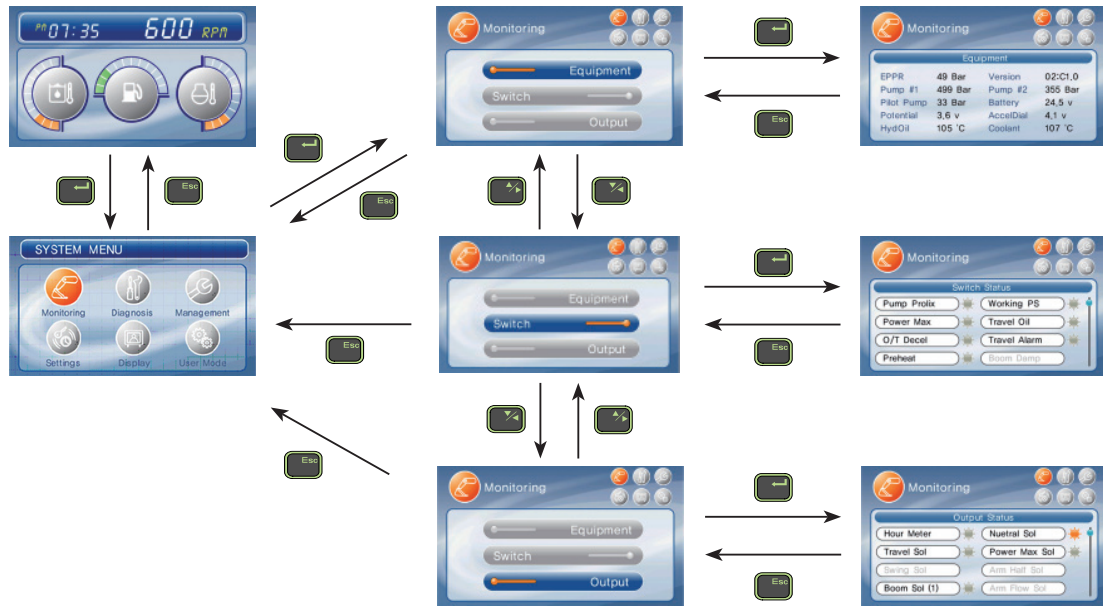 PM 07:35 600 RPM
Esc
SYSTEM MENU
Monitoring Diagnosis Management
Settings Display User Mode
Esc
Monitoring
Equipment
Switch
Output
Esc
Monitoring
Equipment
EPPR 49 Bar Version 02:C1,0
Pump #1 499 Bar Pump #2 355 Bar
Pilot Pump 33 Bar Battery 24,5 v
Potential 3,6 v AccelDial 4,1 v
HydOil 105 ˚C Coolant 107 ˚C
Monitoring
Equipment
Switch
Output
Esc
Esc
Monitoring
Switch Status
Pump Prolix Working PS
Power Max Travel Oil
O/T Decel Travel Alarm
Preheat Boom Damp
Esc
Monitoring
Equipment
Switch
Output
Esc
Monitoring
Output Status
Hour Meter Nuetral Sol
Travel Sol Power Max Sol
Swing Sol Arm Half Sol
Boom Sol (1) Arm Flow Sol